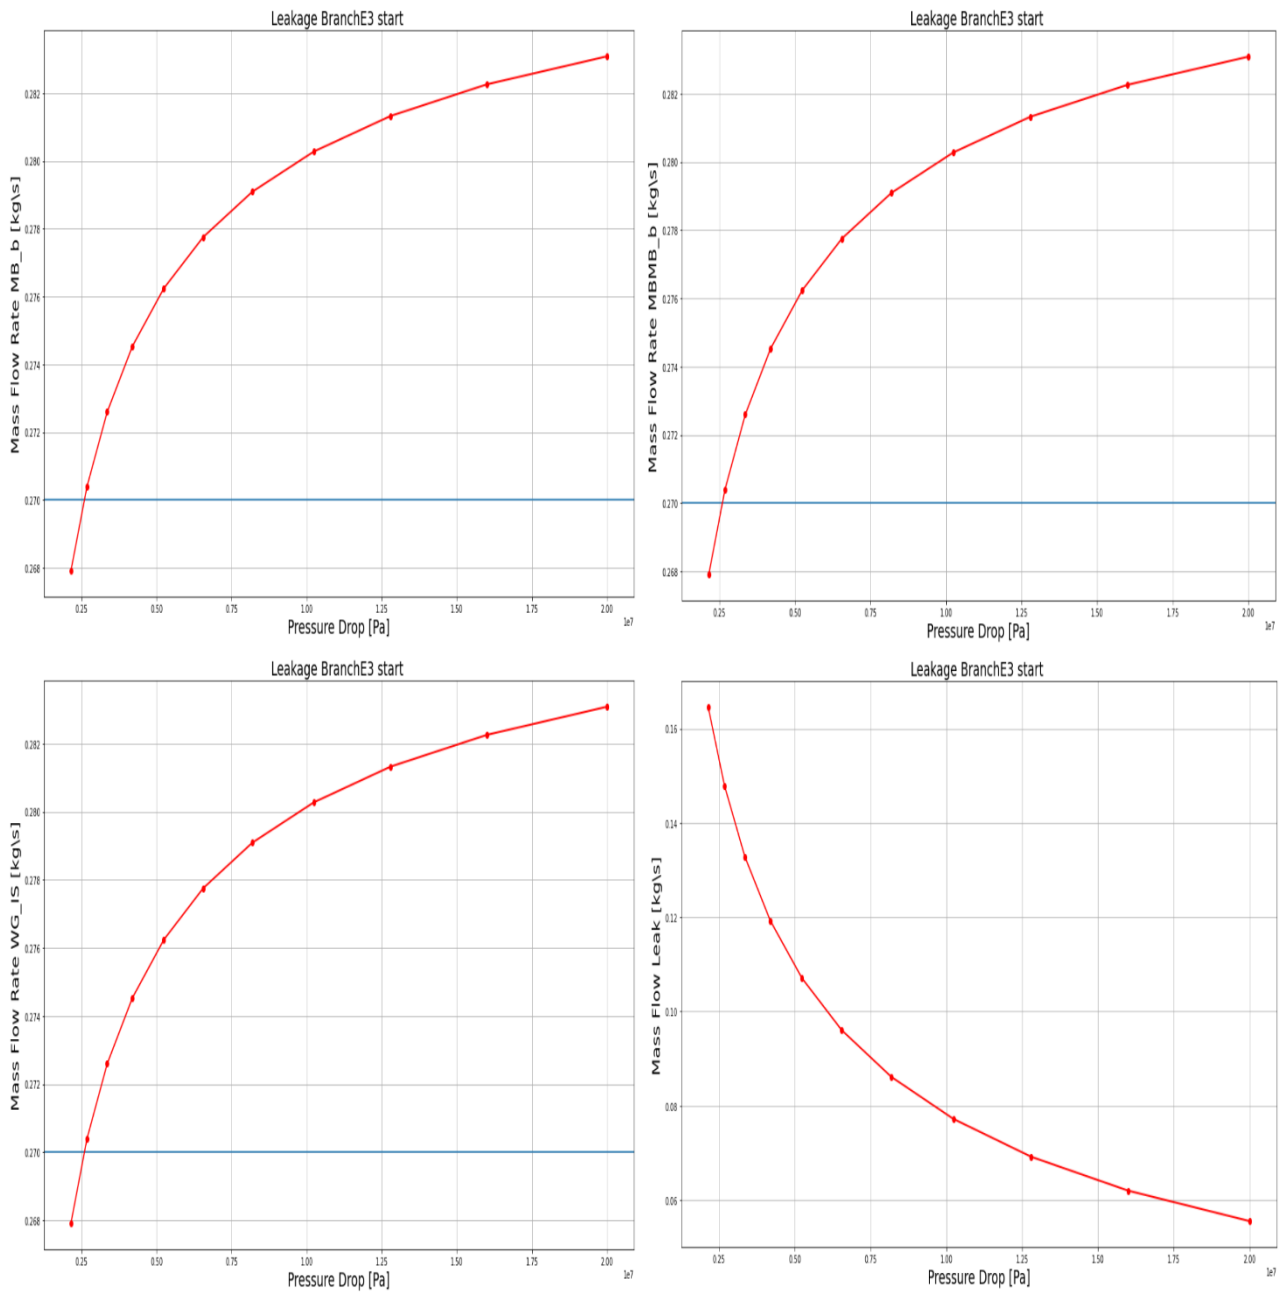 Leakage BranchE3 start
Mass Flow Rate MB_b [kg\s]
0.282
0.280
0.278
0.276
0.274
0.272
0.270
0.268
0.25 0.50 0.75 1.00 1.25 1.50 1.75 2.00
1e7
Pressure Drop [Pa]
Leakage BranchE3 start
Mass Flow Rate MBMB_b [kg\s]
0.282
0.280
0.278
0.276
0.274
0.272
0.270
0.268
0.25 0.50 0.75 1.00 1.25 1.50 1.75 2.00
1e7
Pressure Drop [Pa]
Leakage BranchE3 start
Mass Flow Rate WG_IS [kg\s]
0.282
0.280
0.278
0.276
0.274
0.272
0.270
0.268
0.25 0.50 0.75 1.00 1.25 1.50 1.75 2.00
1e7
Pressure Drop [Pa]
Leakage BranchE3 start
Mass Flow Leak [kg\s]
0.16
0.14
0.12
0.10
0.08
0.06
0.25 0.50 0.75 1.00 1.25 1.50 1.75 2.00
1e7
Pressure Drop [Pa]